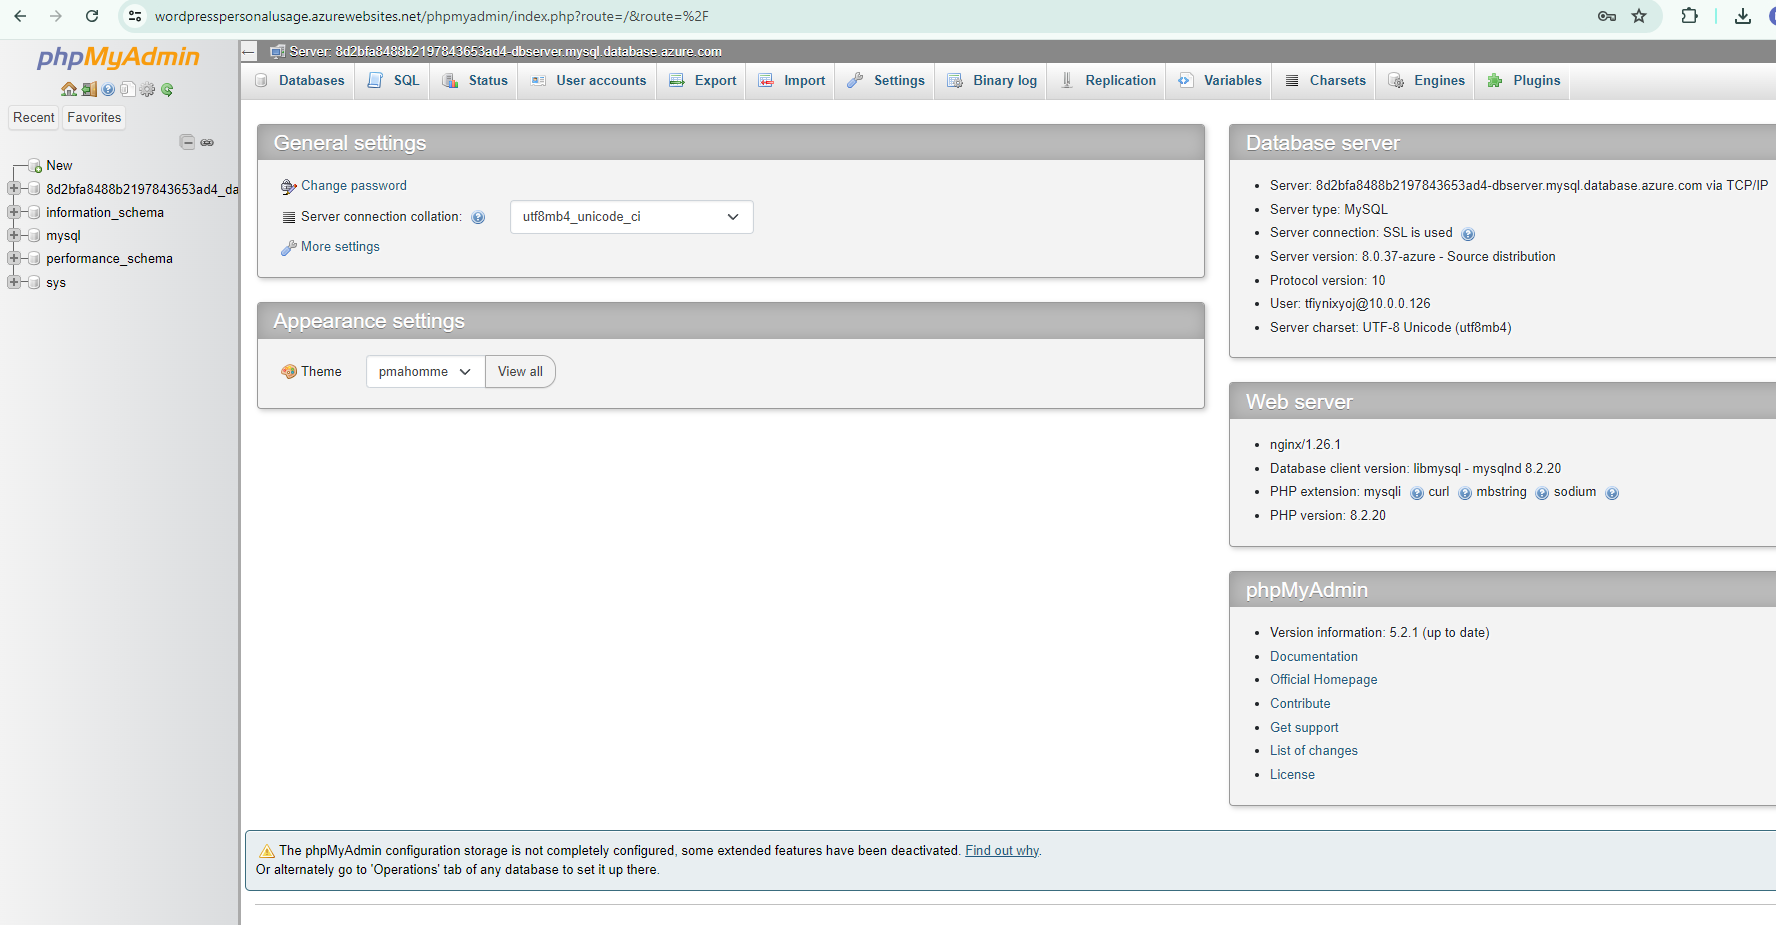 wordpresspersonalusage.azurewebsites.net/phpmyadmin/index.php?route=/&route=%2F
phpMyAdmin
Recent
Favorites
New
8d2bfa8488b2197843653ad4_da
information_schema
mysql
performance_schema
sys
Server: 8d2bfa8488b2197843653ad4-dbserver.mysql.database.azure.com
Databases
SQL
Status
User accounts
Export
Import
Settings
Binary log
Replication
Variables
Charsets
Engines
Plugins
General settings
Change password
Server connection collation:
utf8mb4_unicode_ci
More settings
Appearance settings
Theme
pmahomme
View all
Database server
Server: 8d2bfa8488b2197843653ad4-dbserver.mysql.database.azure.com via TCP/IP
Server type: MySQL
Server connection: SSL is used
Server version: 8.0.37-azure - Source distribution
Protocol version: 10
User: tfiynixyoj@10.0.0.126
Server charset: UTF-8 Unicode (utf8mb4)
Web server
nginx/1.26.1
Database client version: libmysql - mysqlnd 8.2.20
PHP extension: mysqli curl mbstring sodium
PHP version: 8.2.20
phpMyAdmin
Version information: 5.2.1 (up to date)
Documentation
Official Homepage
Contribute
Get support
List of changes
License
The phpMyAdmin configuration storage is not completely configured, some extended features have been deactivated. Find out why.
Or alternately go to 'Operations' tab of any database to set it up there.